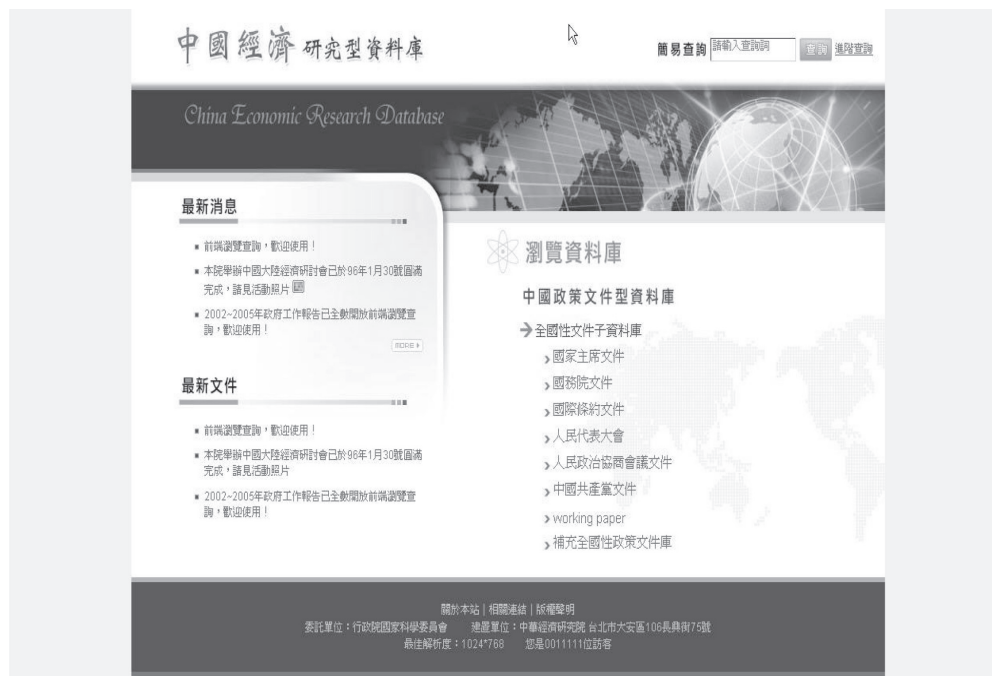 中國經濟 研究型資料庫
簡易查詢 請輸入查詢詞 查詢 進階查詢
China Economic Research Database
最新消息
前端瀏覽查詢，歡迎使用！
本院舉辦中國大陸經濟研討會已於96年1月30號圓滿
完成，請見活動照片
2002~2005年政府工作報告已全數開放前端瀏覽查
詢，歡迎使用！
MORE
最新文件
前端瀏覽查詢，歡迎使用！
本院舉辦中國大陸經濟研討會已於96年1月30號圓滿
完成，請見活動照片
2002~2005年政府工作報告已全數開放前端瀏覽查
詢，歡迎使用！
瀏覽資料庫
中國政策文件型資料庫
全國性文件子資料庫
國家主席文件
國務院文件
國際條約文件
人民代表大會
人民政治協商會議文件
中國共產黨文件
working paper
補充全國性政策文件庫
關於本站 | 相關連結 | 版權聲明
委託單位：行政院國家科學委員會 建置單位：中華經濟研究院 台北市大安區106長興街75號
最佳解析度：1024*768 您是0011111位訪客